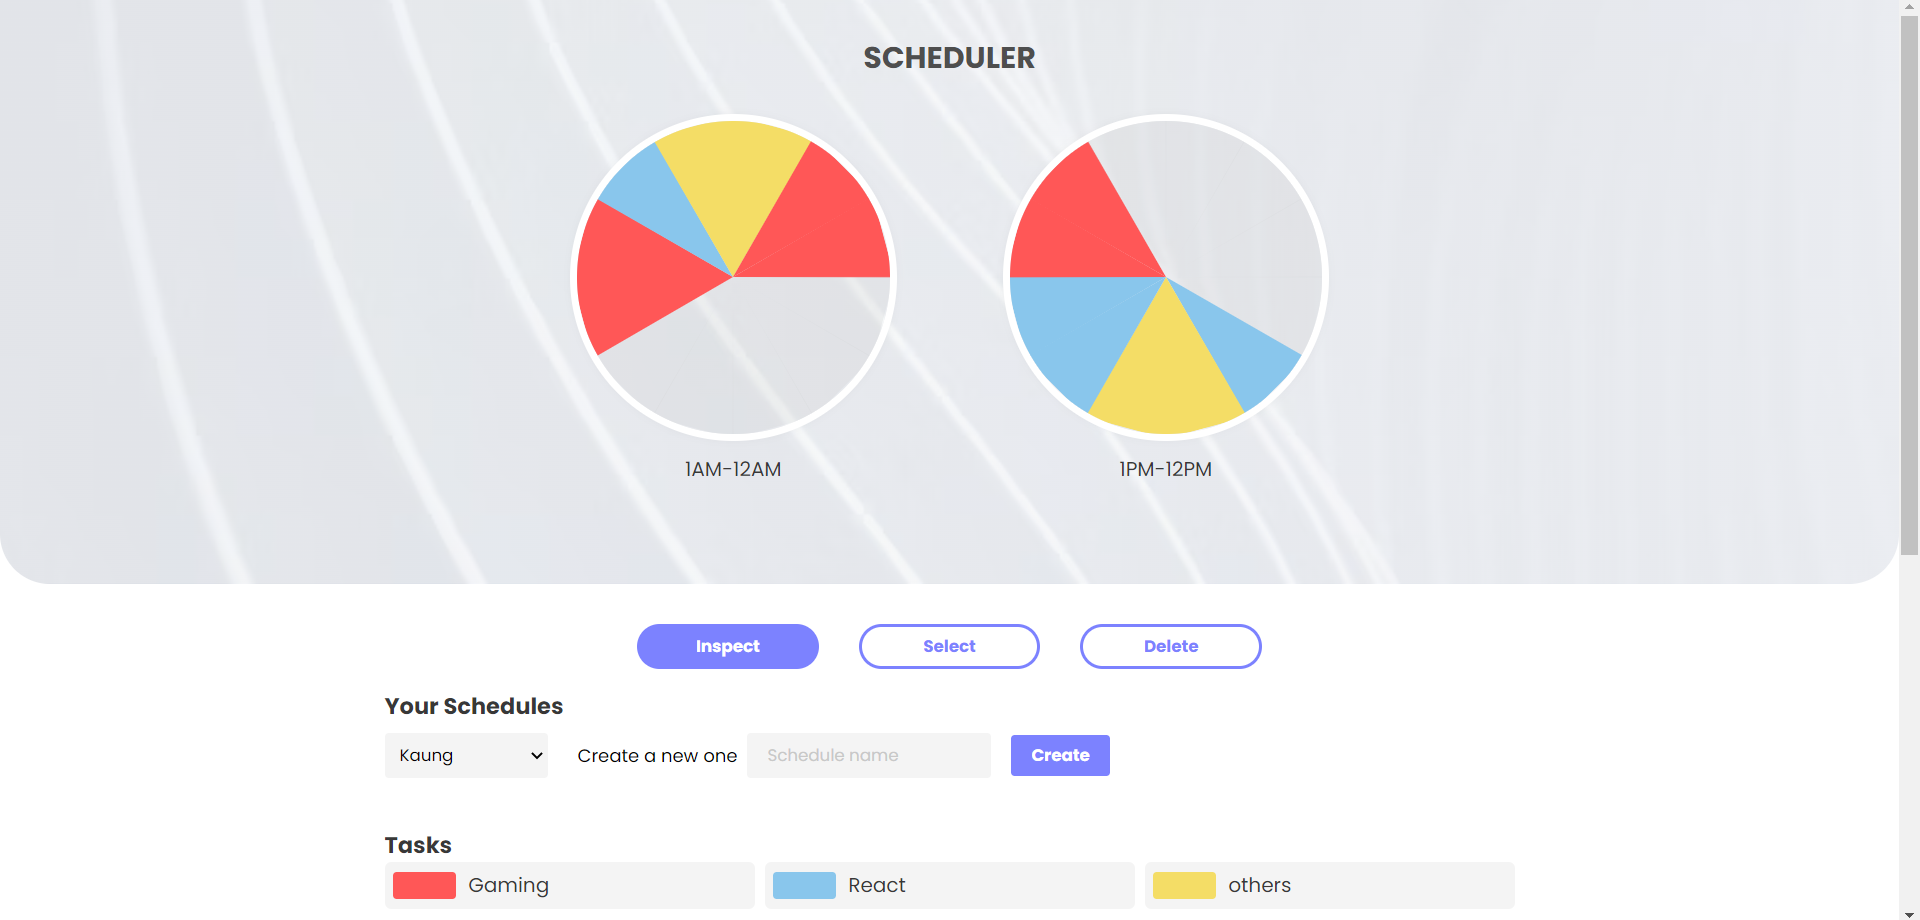 SCHEDULER
1AM-12AM
1PM-12PM
Inspect
Select
Delete
Your Schedules
Kaung
Create a new one
Schedule name
Create
Tasks
Gaming
React
others